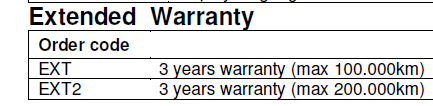 Extended Warranty
Order code
EXT 3 years warranty (max 100.000km)
EXT2 3 years warranty (max 200.000km)